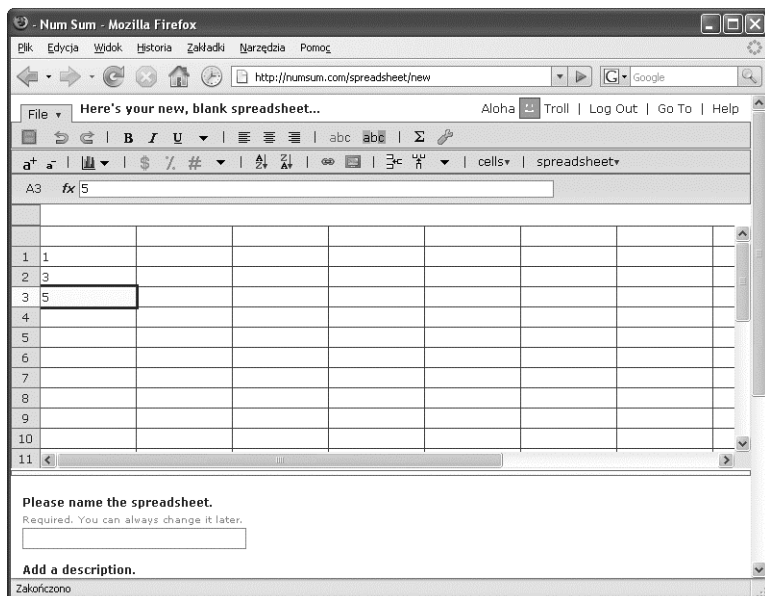 - Num Sum - Mozilla Firefox
Plik Edycja Widok Historia Zakładki Narzędzia Pomoc
http://numsum.com/spreadsheet/new G Google
File Here's your new, blank spreadsheet... Aloha Troll | Log Out | Go To | Help
B I U abc abc Σ
a+ a- $ % # cells spreadsheet
A3 fx 5
1 1
2 3
3 5
4
5
6
7
8
9
10
11
Please name the spreadsheet.
Required. You can always change it later.
Add a description.
Zakończono